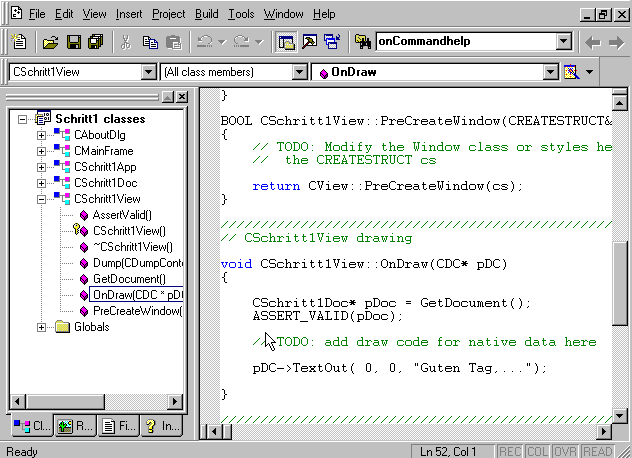 File Edit View Insert Project Build Tools Window Help
onCommandhelp
CSchritt1View (All class members) OnDraw
Schritt1 classes
CAboutDlg
CMainFrame
CSchritt1App
CSchritt1Doc
CSchritt1View
AssertValid()
CSchritt1View()
~CSchritt1View()
Dump(CDumpConte
GetDocument()
OnDraw(CDC * pDC
PreCreateWindow(
Globals
Cl... R... Fi... In...
}
BOOL CSchritt1View::PreCreateWindow(CREATESTRUCT&
{
// TODO: Modify the Window class or styles he
//  the CREATESTRUCT cs
return CView::PreCreateWindow(cs);
}
/////////////////////////////////////////////////
// CSchritt1View drawing
void CSchritt1View::OnDraw(CDC* pDC)
{
CSchritt1Doc* pDoc = GetDocument();
ASSERT_VALID(pDoc);
// TODO: add draw code for native data here
pDC->TextOut( 0, 0, "Guten Tag,....");
}
/////////////////////////////////////////////////
Ready Ln 52, Col 1 REC COL OVR READ